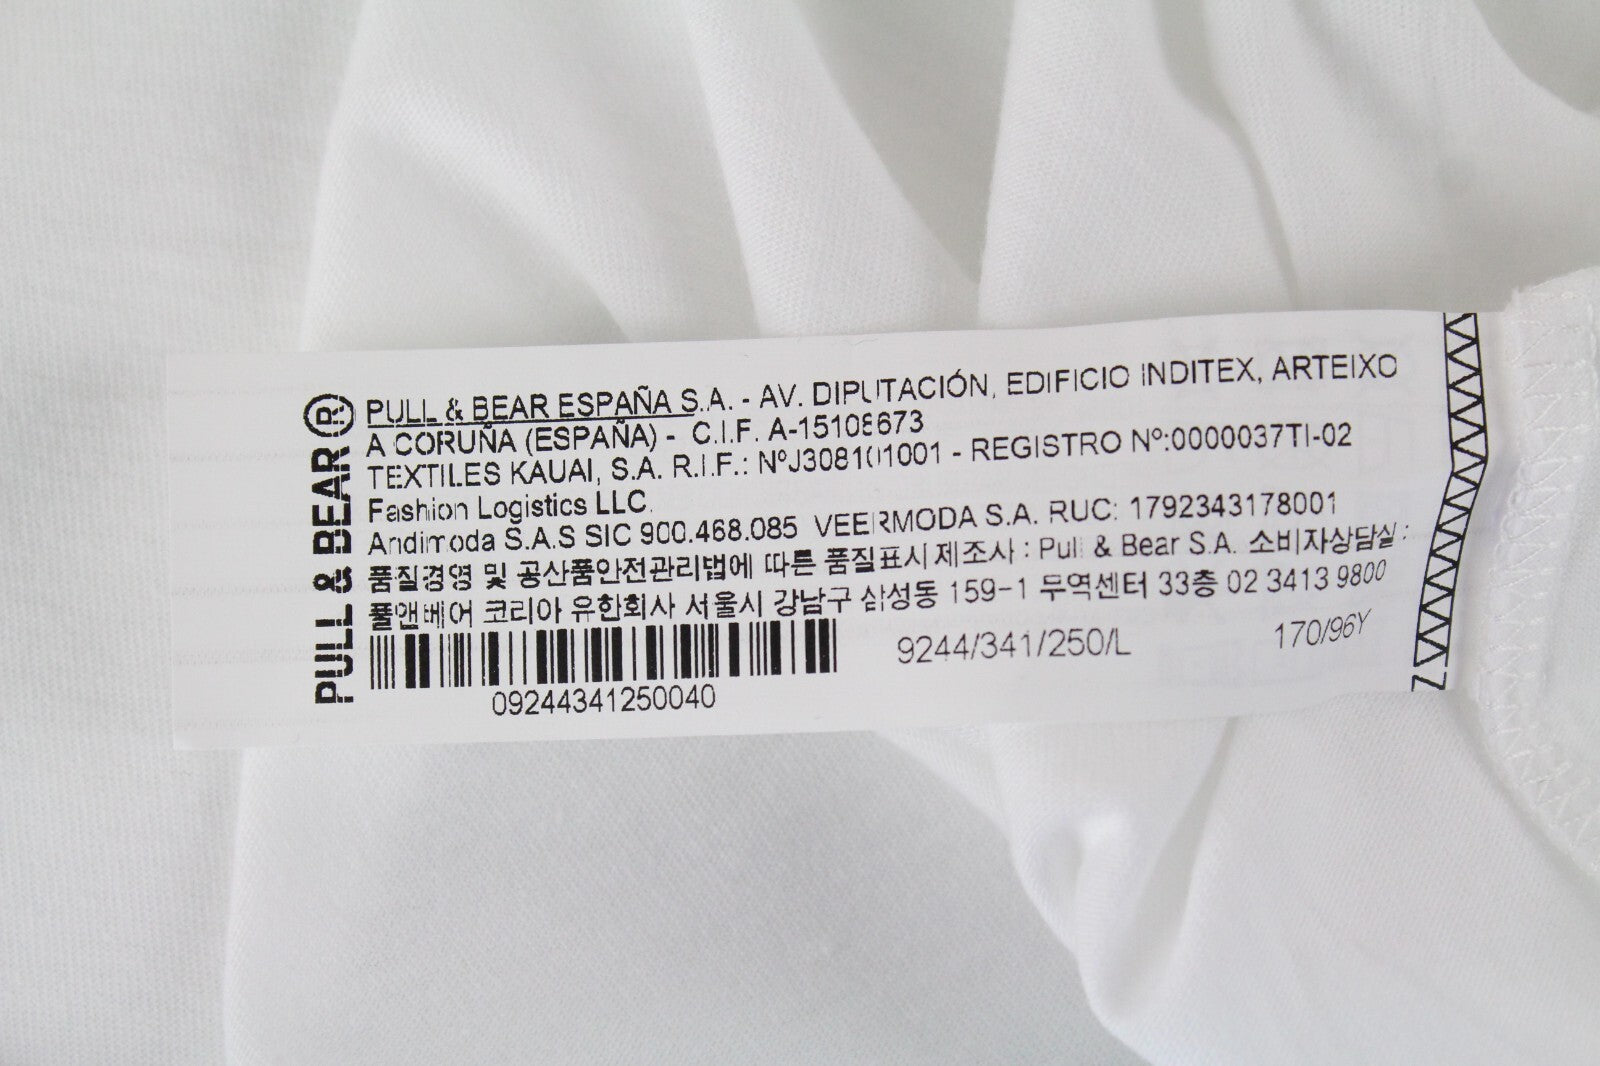 PULL & BEAR®
PULL & BEAR ESPAÑA S.A. - AV. DIPUTACIÓN, EDIFICIO INDITEX, ARTEIXO
A CORUÑA (ESPAÑA) - C.I.F. A-15108673
TEXTILES KAUAI, S.A. R.I.F.: NºJ308101001 - REGISTRO Nº:0000037TI-02
Fashion Logistics LLC.
Andimoda S.A.S SIC 900.468.085 VEERMODA S.A. RUC: 1792343178001
품질경영 및 공산품안전관리법에 따른 품질표시 제조사 : Pull & Bear S.A. 소비자상담실 :
풀앤베어 코리아 유한회사 서울시 강남구 삼성동 159-1 무역센터 33층 02 3413 9800
9244/341/250/L 170/96Y
09244341250040